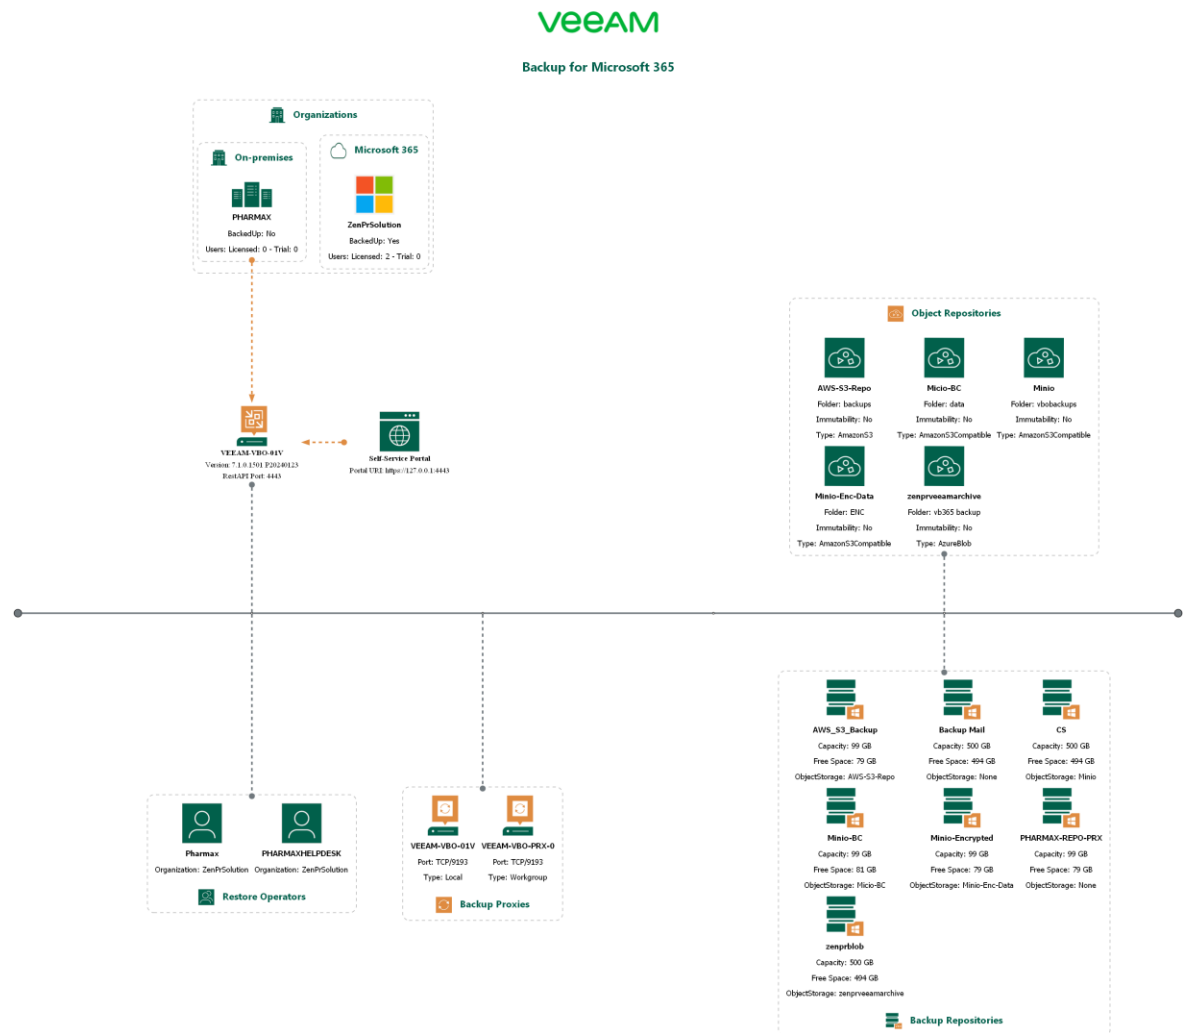 veeAM
Backup for Microsoft 365
Organizations
On-premises
PHARMAX
BackedUp: No
Users: Licensed: 0 - Trial: 0
Microsoft 365
ZenPrSolution
BackedUp: Yes
Users: Licensed: 2 - Trial: 0
VEEAM-VBO-01V
Version: 7.1.0.1501 P20240123
RestAPI Port: 4443
Self-Service Portal
Portal URI: https://127.0.0.1:4443
Object Repositories
AWS-S3-Repo
Folder: backups
Immutability: No
Type: AmazonS3
Micio-BC
Folder: data
Immutability: No
Type: AmazonS3Compatible
Minio
Folder: vbobackups
Immutability: No
Type: AmazonS3Compatible
Minio-Enc-Data
Folder: ENC
Immutability: No
Type: AmazonS3Compatible
zenprveeamarchive
Folder: vb365 backup
Immutability: No
Type: AzureBlob
Pharmax
Organization: ZenPrSolution
PHARMAXHELPDESK
Organization: ZenPrSolution
Restore Operators
VEEAM-VBO-01V
Port: TCP/9193
Type: Local
VEEAM-VBO-PRX-0
Port: TCP/9193
Type: Workgroup
Backup Proxies
AWS_S3_Backup
Capacity: 99 GB
Free Space: 79 GB
ObjectStorage: AWS-S3-Repo
Backup Mail
Capacity: 500 GB
Free Space: 494 GB
ObjectStorage: None
CS
Capacity: 500 GB
Free Space: 494 GB
ObjectStorage: Minio
Minio-BC
Capacity: 99 GB
Free Space: 81 GB
ObjectStorage: Micio-BC
Minio-Encrypted
Capacity: 99 GB
Free Space: 79 GB
ObjectStorage: Minio-Enc-Data
PHARMAX-REPO-PRX
Capacity: 99 GB
Free Space: 79 GB
ObjectStorage: None
zenprblob
Capacity: 500 GB
Free Space: 494 GB
ObjectStorage: zenprveeamarchive
Backup Repositories